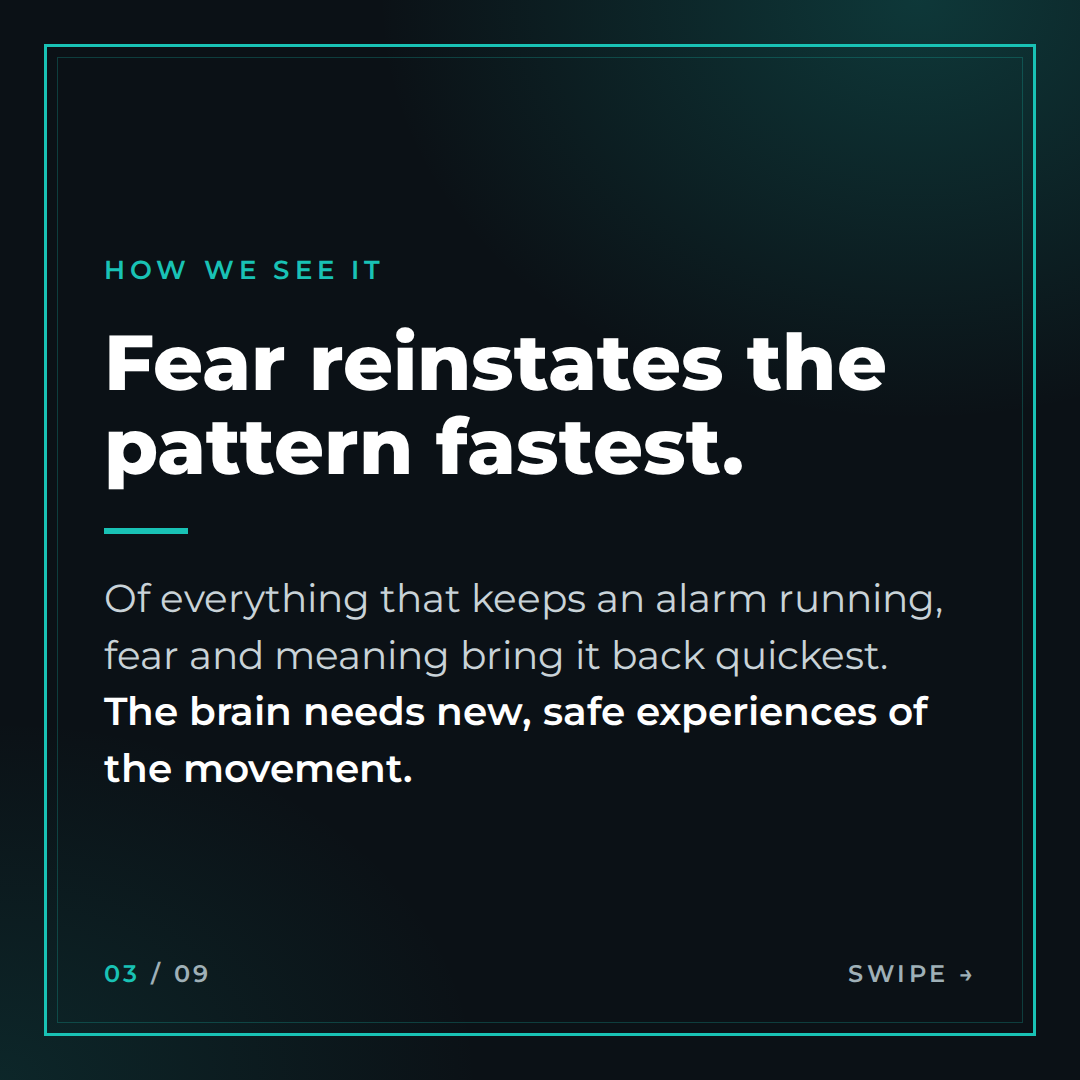 HOW WE SEE IT
Fear reinstates the
pattern fastest.
Of everything that keeps an alarm running,
fear and meaning bring it back quickest.
The brain needs new, safe experiences of
the movement.
03 / 09
SWIPE →